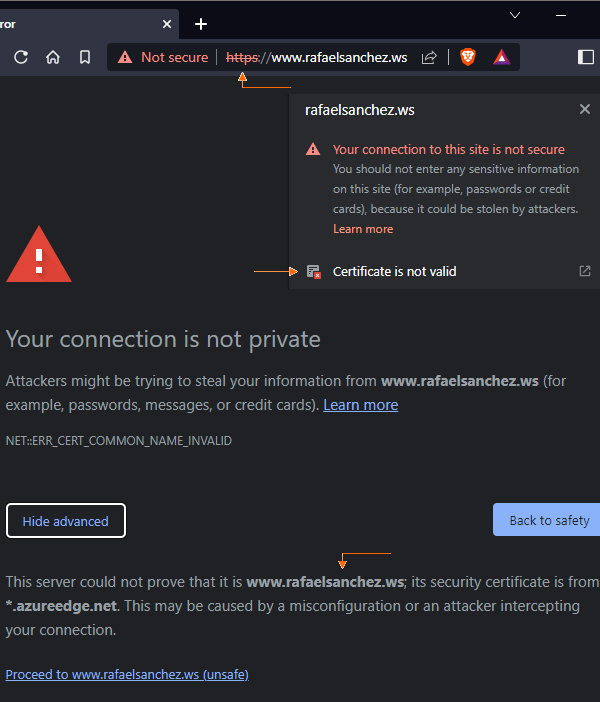 ror
Not secure
https://www.rafaelsanchez.ws
rafaelsanchez.ws
Your connection to this site is not secure
You should not enter any sensitive information
on this site (for example, passwords or credit
cards), because it could be stolen by attackers.
Learn more
Certificate is not valid
Your connection is not private
Attackers might be trying to steal your information from www.rafaelsanchez.ws (for
example, passwords, messages, or credit cards). Learn more
NET::ERR_CERT_COMMON_NAME_INVALID
Hide advanced
Back to safety
This server could not prove that it is www.rafaelsanchez.ws; its security certificate is from
*.azureedge.net. This may be caused by a misconfiguration or an attacker intercepting
your connection.
Proceed to www.rafaelsanchez.ws (unsafe)